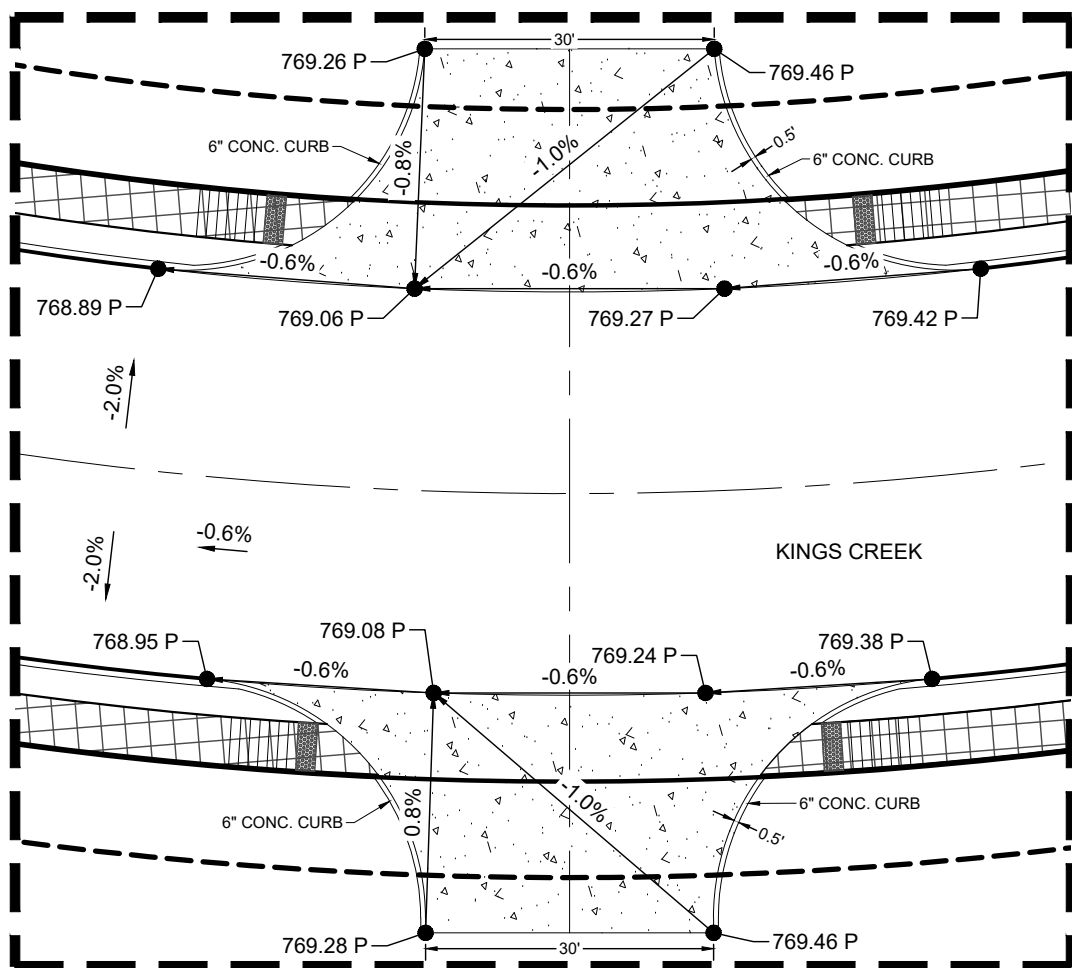 30'
769.26 P
769.46 P
6" CONC. CURB
-0.8%
-1.0%
0.5'
6" CONC. CURB
-0.6%
-0.6%
-0.6%
768.89 P
769.06 P
769.27 P
769.42 P
-2.0%
-0.6%
-2.0%
KINGS CREEK
768.95 P
769.08 P
769.24 P
769.38 P
-0.6%
-0.6%
-0.6%
6" CONC. CURB
0.8%
-1.0%
0.5'
6" CONC. CURB
769.28 P
30'
769.46 P